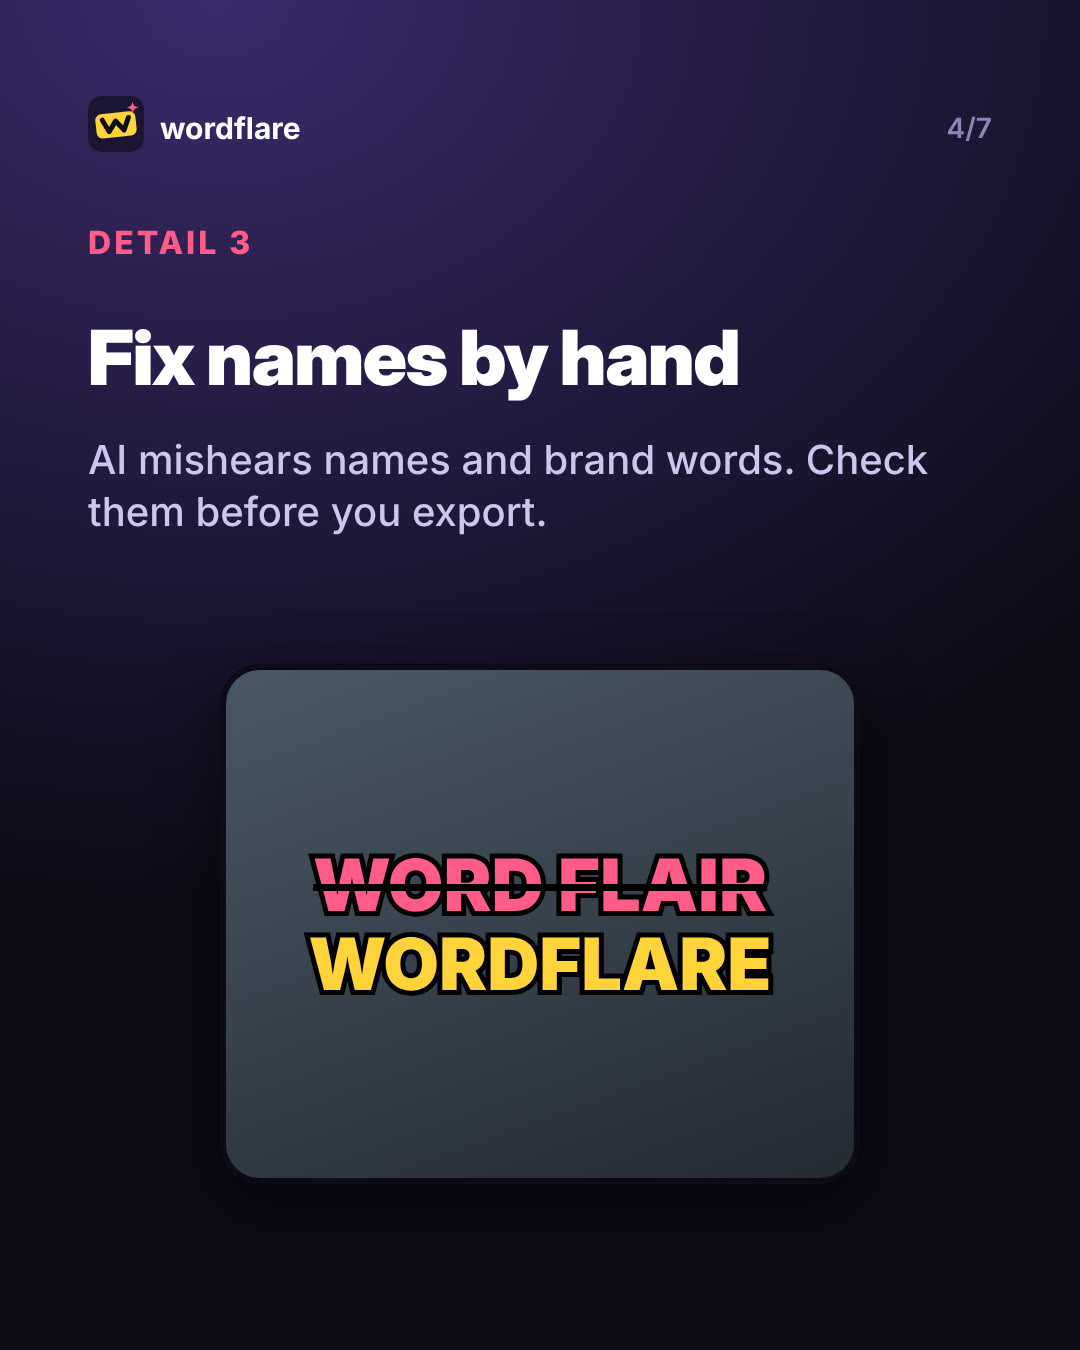 wordflare
4/7
DETAIL 3
Fix names by hand
AI mishears names and brand words. Check
them before you export.
WORD FLAIR
WORDFLARE